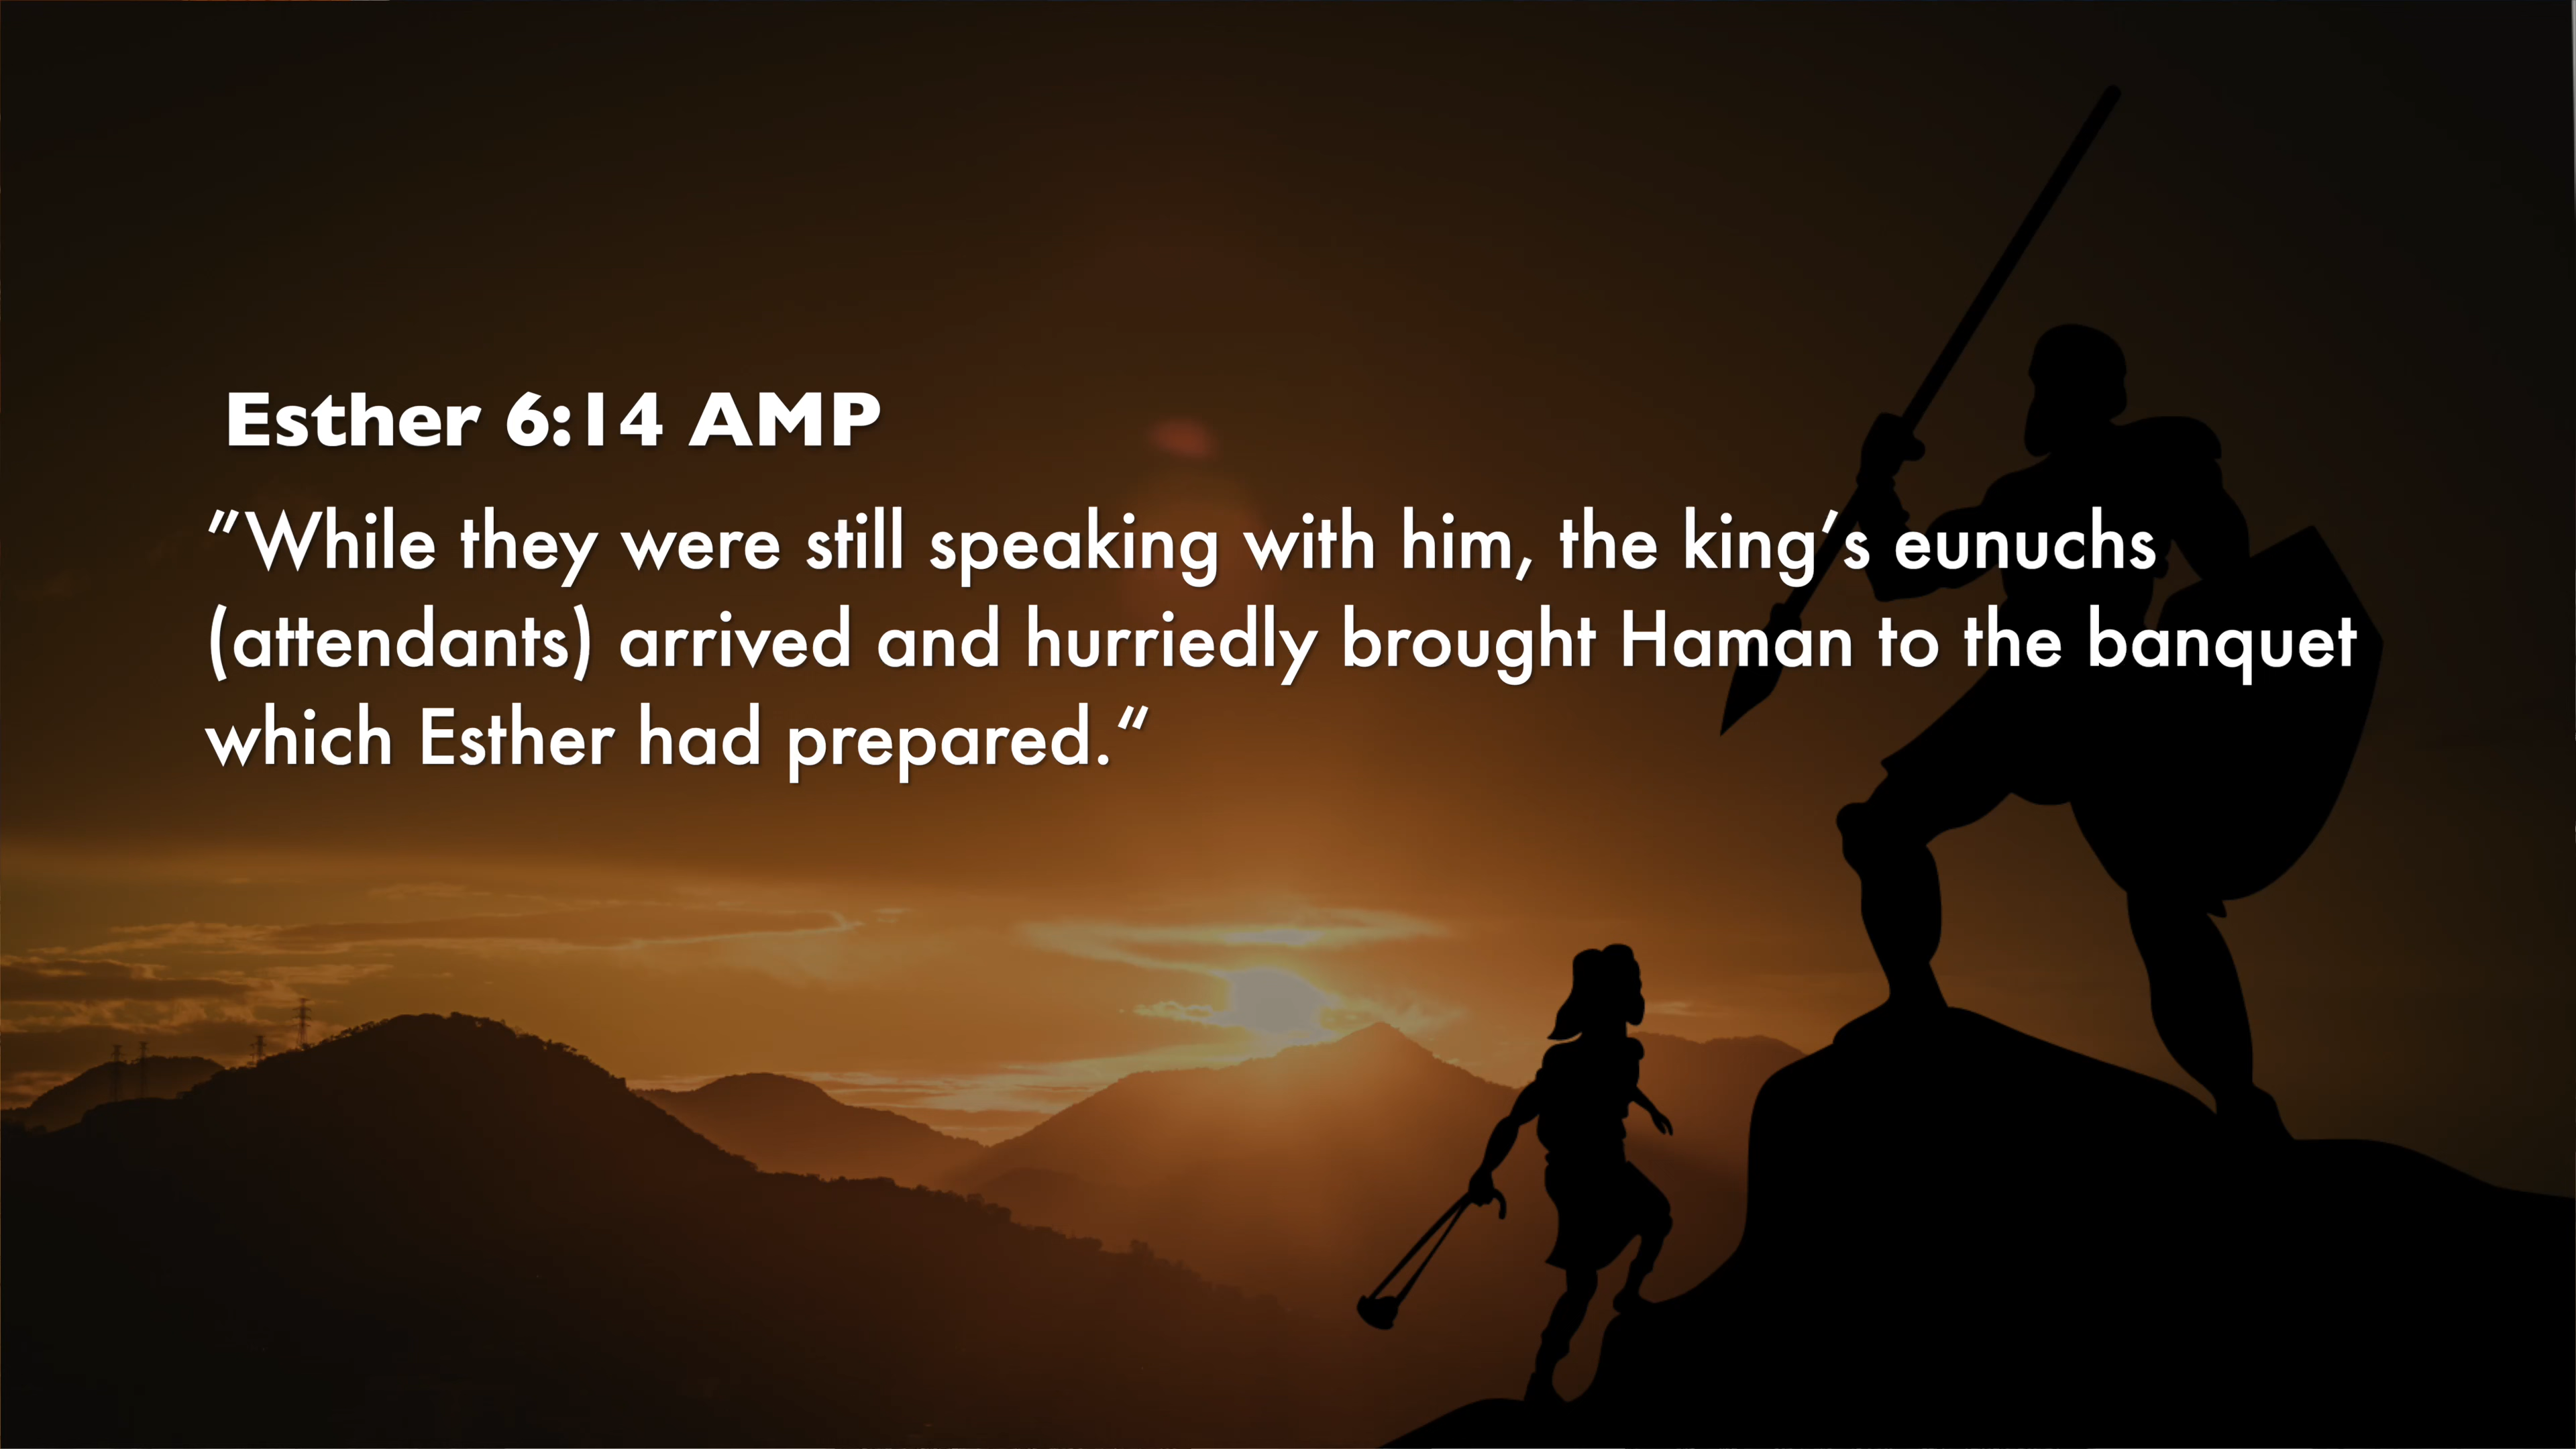 Esther 6:14 AMP
"While they were still speaking with him, the king's eunuchs
(attendants) arrived and hurriedly brought Haman to the banquet
which Esther had prepared."